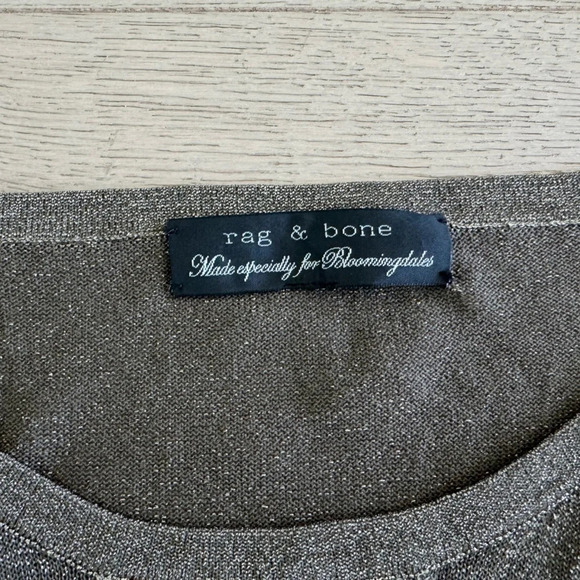 rag & bone
Made especially for Bloomingdales